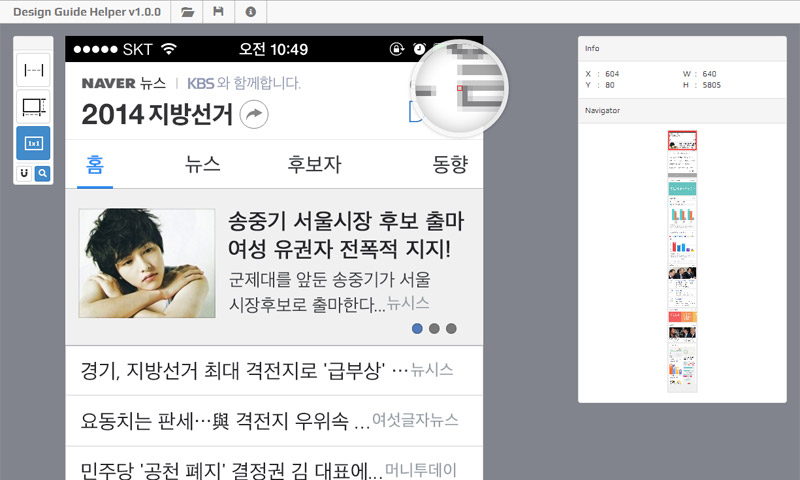 Design Guide Helper v1.0.0
SKT 오전 10:49
NAVER 뉴스 | KBS 와 함께합니다.
2014 지방선거
홈 뉴스 후보자 동향
송중기 서울시장 후보 출마
여성 유권자 전폭적 지지!
군제대를 앞둔 송중기가 서울
시장후보로 출마한다...뉴시스
경기, 지방선거 최대 격전지로 '급부상' …뉴시스
요동치는 판세…與 격전지 우위속 ...여섯글자뉴스
민주당 '공천 폐지' 결정권 김 대표에...머니투데이
1x1
Info
X : 604 W : 640
Y : 80 H : 5805
Navigator